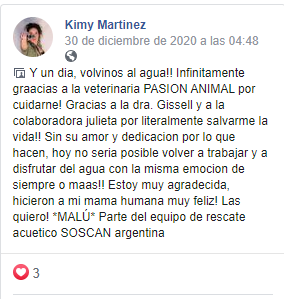 Kimy Martinez
30 de diciembre de 2020 a las 04:48
Y un dia, volvinos al agua!! Infinitamente
graacias a la veterinaria PASION ANIMAL por
cuidarne! Gracias a la dra. Gissell y a la
colaboradora julieta por literalmente salvarme la
vida!! Sin su amor y dedicacion por lo que
hacen, hoy no seria posible volver a trabajar y a
disfrutar del agua con la misma emocion de
siempre o maas!! Estoy muy agradecida,
hicieron a mi mama humana muy feliz! Las
quiero! *MALÚ* Parte del equipo de rescate
acuetico SOSCAN argentina
3